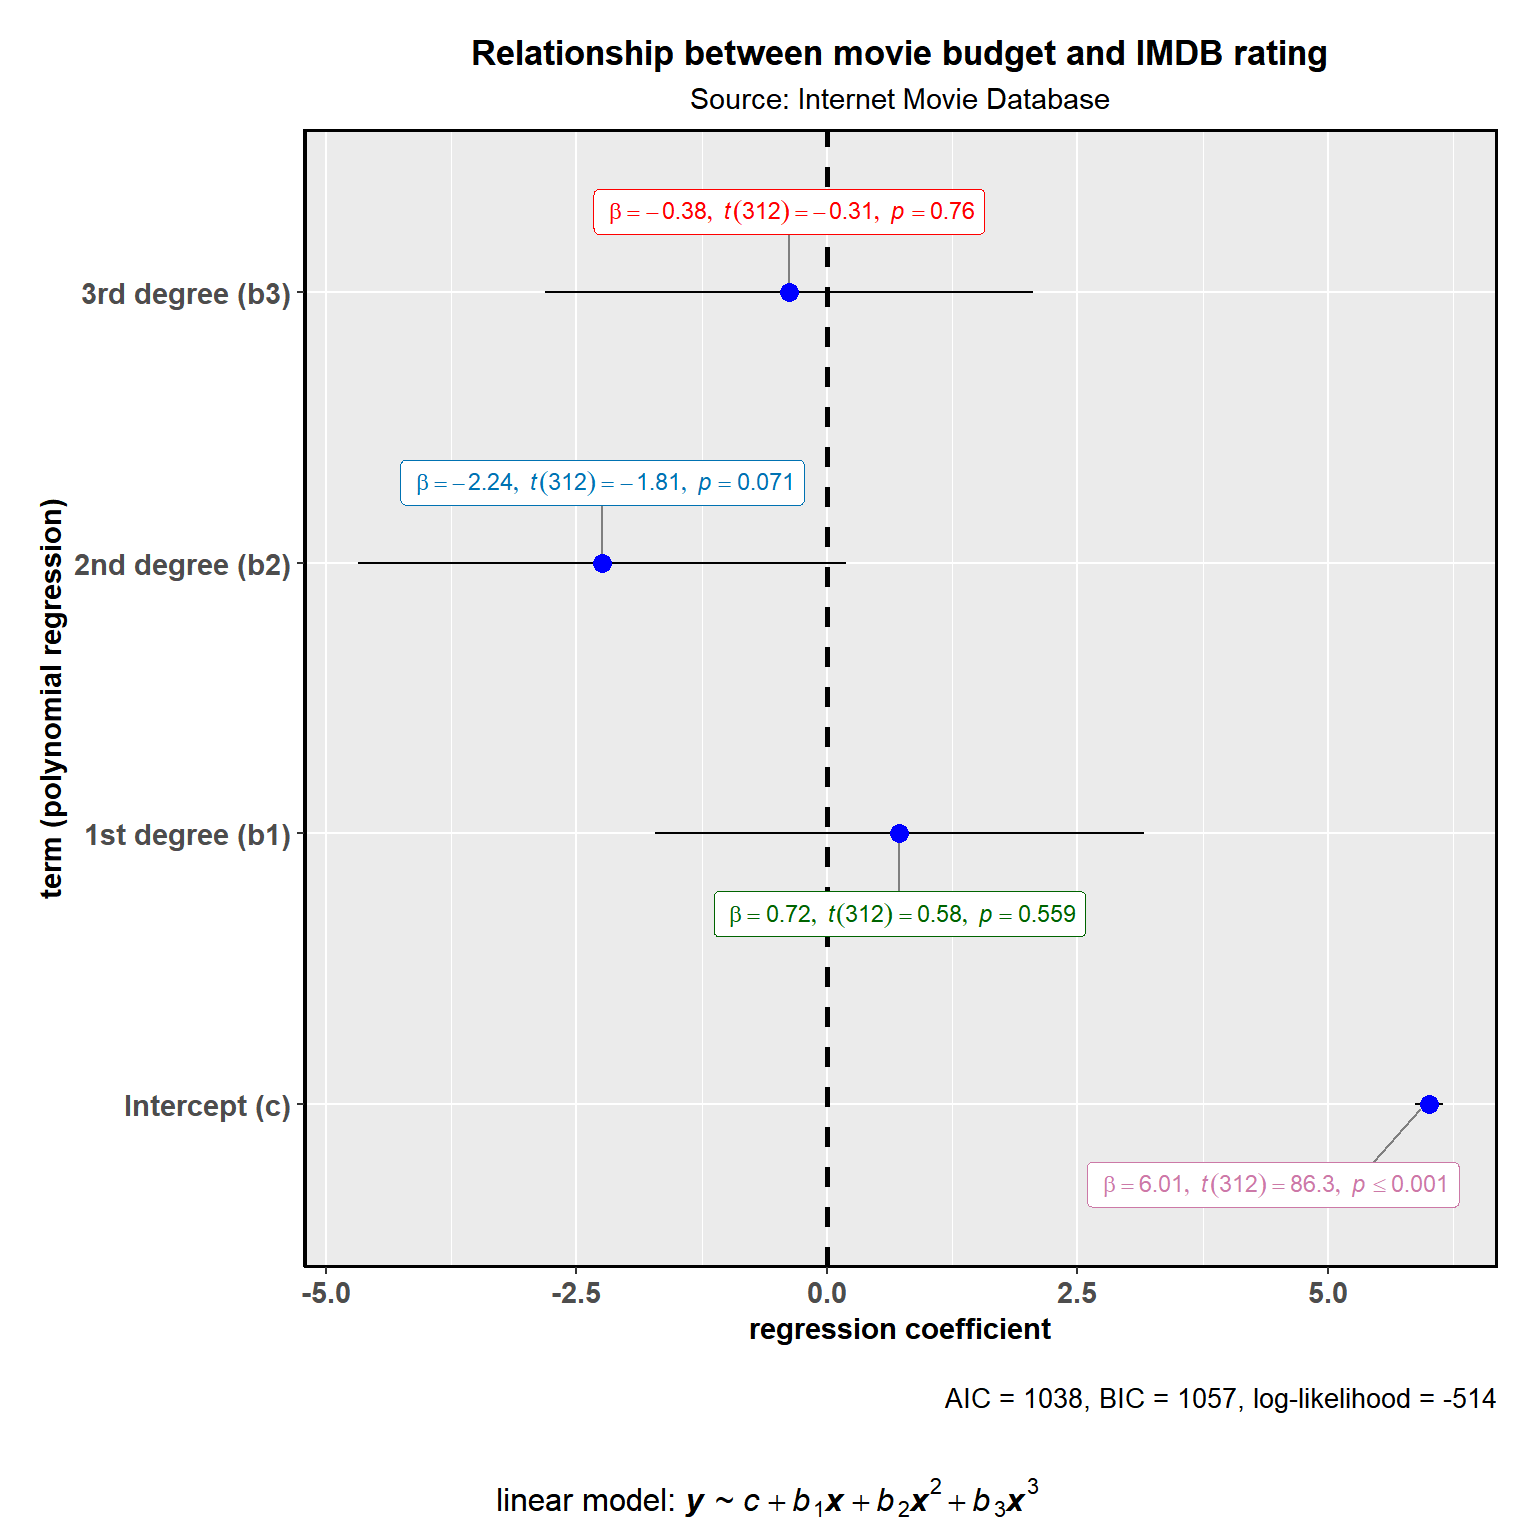 Relationship between movie budget and IMDB rating
Source: Internet Movie Database
term (polynomial regression)
3rd degree (b3)
β = −0.38, t(312) = −0.31, p = 0.76
2nd degree (b2)
β = −2.24, t(312) = −1.81, p = 0.071
1st degree (b1)
β = 0.72, t(312) = 0.58, p = 0.559
Intercept (c)
β = 6.01, t(312) = 86.3, p ≤ 0.001
-5.0 -2.5 0.0 2.5 5.0
regression coefficient
AIC = 1038, BIC = 1057, log-likelihood = -514
linear model: y ~ c + b₁x + b₂x² + b₃x³